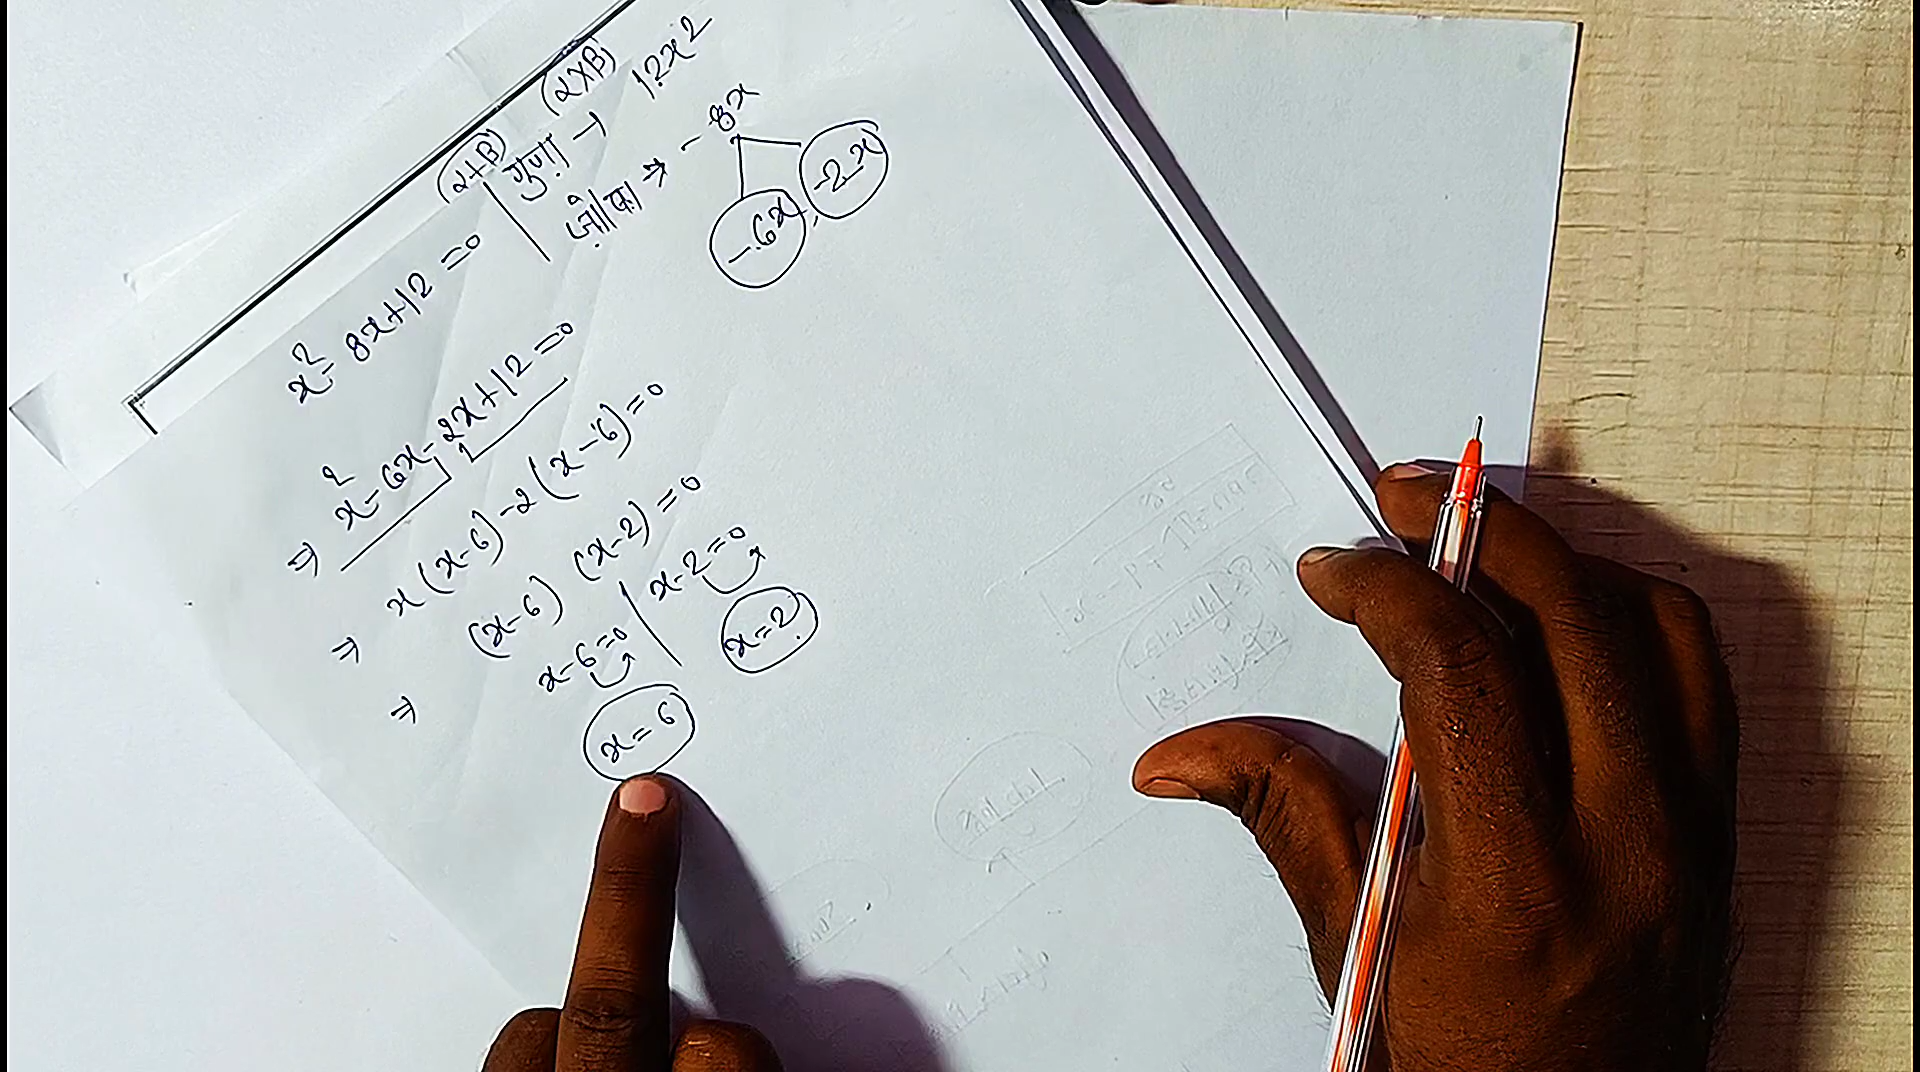 (α+β) (α×β)
x² - 8x + 12 = 0
गुणा → 12x²
→ - 8x
-6x, -2x
⇒ x² - 6x - 2x + 12 = 0
⇒ x (x-6) - 2 (x-6) = 0
⇒ (x-6) (x-2) = 0
x-6=0 | x-2=0
x=6 x=2